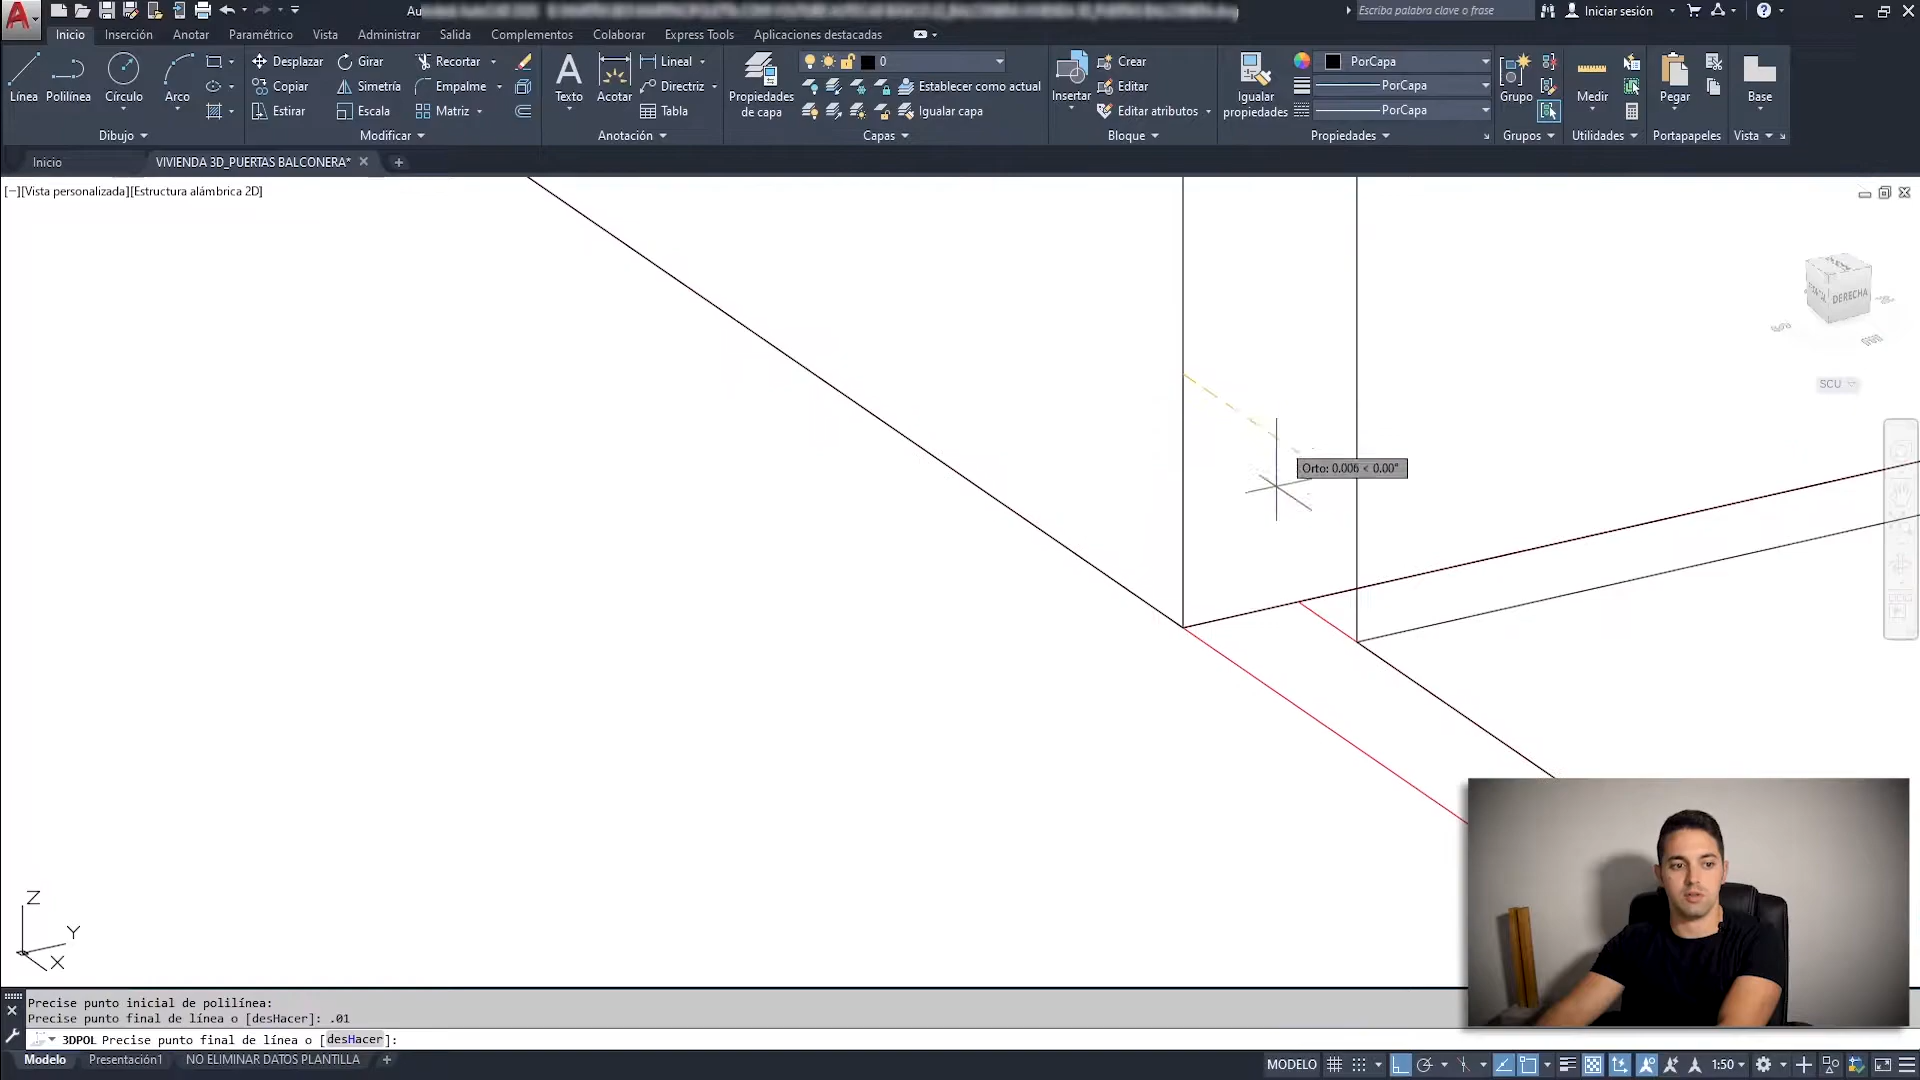 Escriba palabra clave o frase
Iniciar sesión
Inicio
Inserción
Anotar
Paramétrico
Vista
Administrar
Salida
Complementos
Colaborar
Express Tools
Aplicaciones destacadas
Línea
Polilínea
Círculo
Arco
Desplazar
Girar
Recortar
Copiar
Simetría
Empalme
Estirar
Escala
Matriz
Texto
Acotar
Lineal
Directriz
Tabla
Propiedades
de capa
0
Establecer como actual
Igualar capa
Insertar
Crear
Editar
Editar atributos
Igualar
propiedades
PorCapa
PorCapa
PorCapa
Grupo
Medir
Pegar
Base
Dibujo
Modificar
Anotación
Capas
Bloque
Propiedades
Grupos
Utilidades
Portapapeles
Vista
Inicio
VIVIENDA 3D_PUERTAS BALCONERA*
[−][Vista personalizada][Estructura alámbrica 2D]
DERECHA
SCU
Orto: 0.006 < 0.00°
Z
Y
X
Precise punto inicial de polilínea:
Precise punto final de línea o [desHacer]: .01
3DPOL Precise punto final de línea o [desHacer]:
Modelo
Presentación1
NO ELIMINAR DATOS PLANTILLA
MODELO
1:50